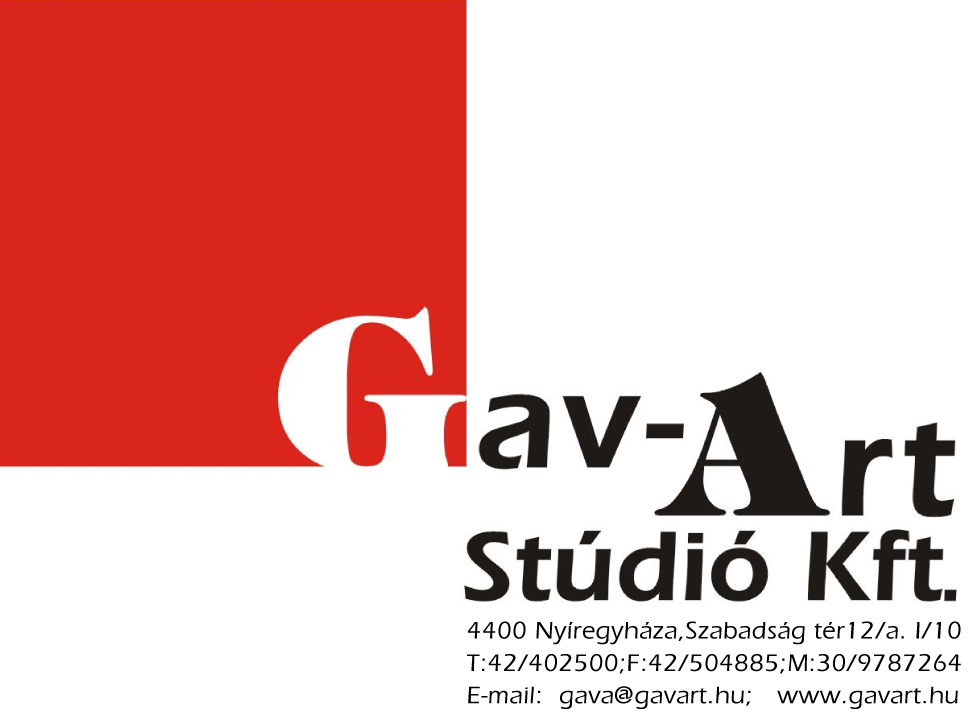 Gav-Art
Stúdió Kft.
4400 Nyíregyháza,Szabadság tér12/a. I/10
T:42/402500;F:42/504885;M:30/9787264
E-mail: gava@gavart.hu; www.gavart.hu